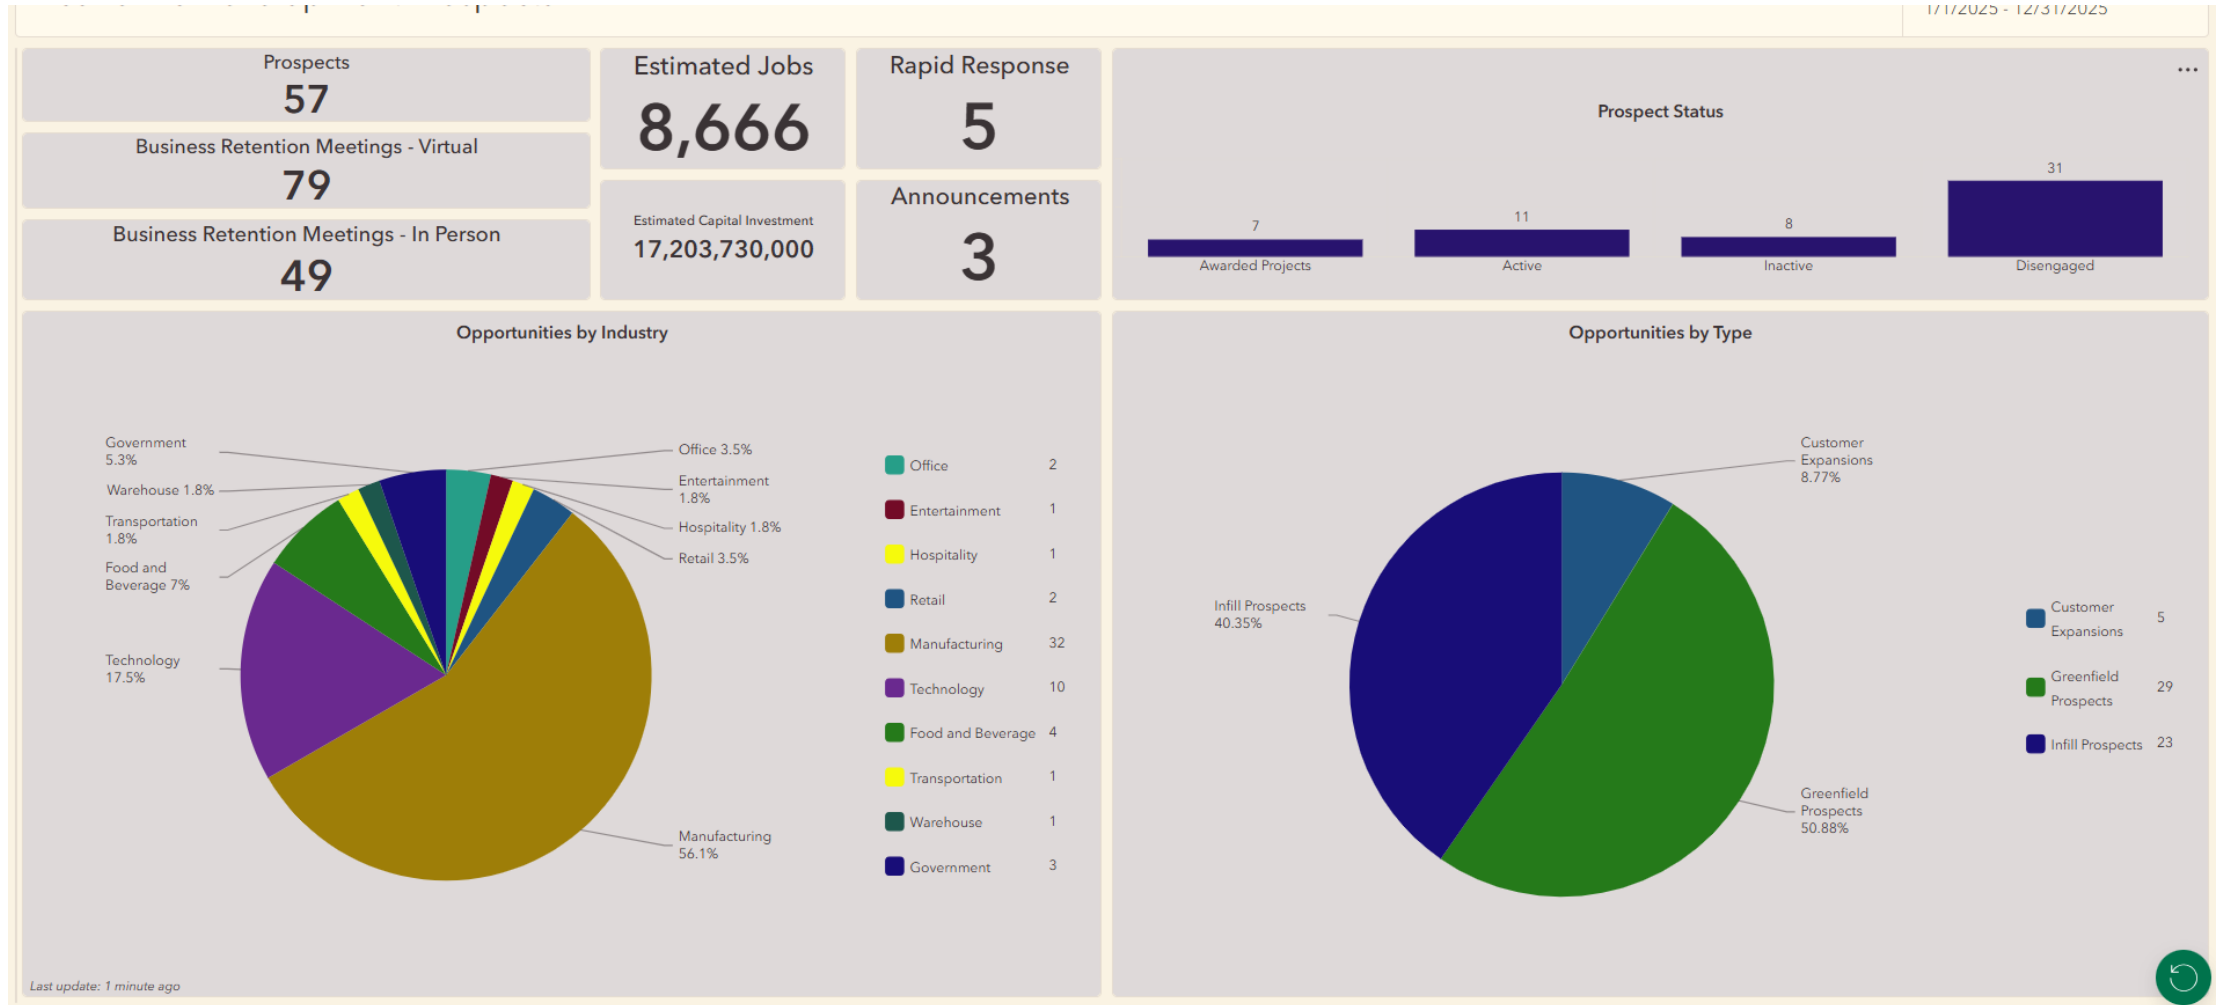 1/1/2025 - 12/31/2025
Prospects
57
Business Retention Meetings - Virtual
79
Business Retention Meetings - In Person
49
Estimated Jobs
8,666
Estimated Capital Investment
17,203,730,000
Rapid Response
5
Announcements
3
Prospect Status
7
11
8
31
Awarded Projects
Active
Inactive
Disengaged
Opportunities by Industry
Government
5.3%
Warehouse 1.8%
Transportation
1.8%
Food and
Beverage 7%
Technology
17.5%
Office 3.5%
Entertainment
1.8%
Hospitality 1.8%
Retail 3.5%
Manufacturing
56.1%
Office 2
Entertainment 1
Hospitality 1
Retail 2
Manufacturing 32
Technology 10
Food and Beverage 4
Transportation 1
Warehouse 1
Government 3
Last update: 1 minute ago
Opportunities by Type
Customer
Expansions
8.77%
Infill Prospects
40.35%
Greenfield
Prospects
50.88%
Customer
Expansions 5
Greenfield
Prospects 29
Infill Prospects 23